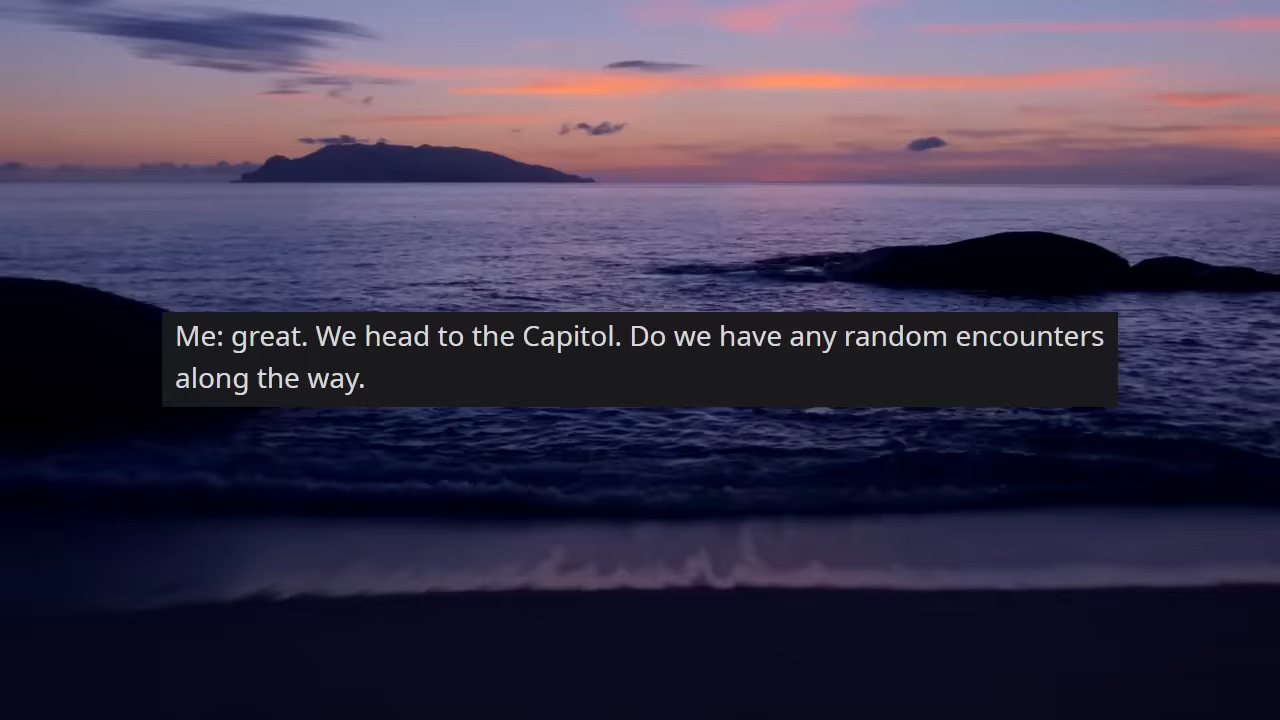 Me: great. We head to the Capitol. Do we have any random encounters
along the way.